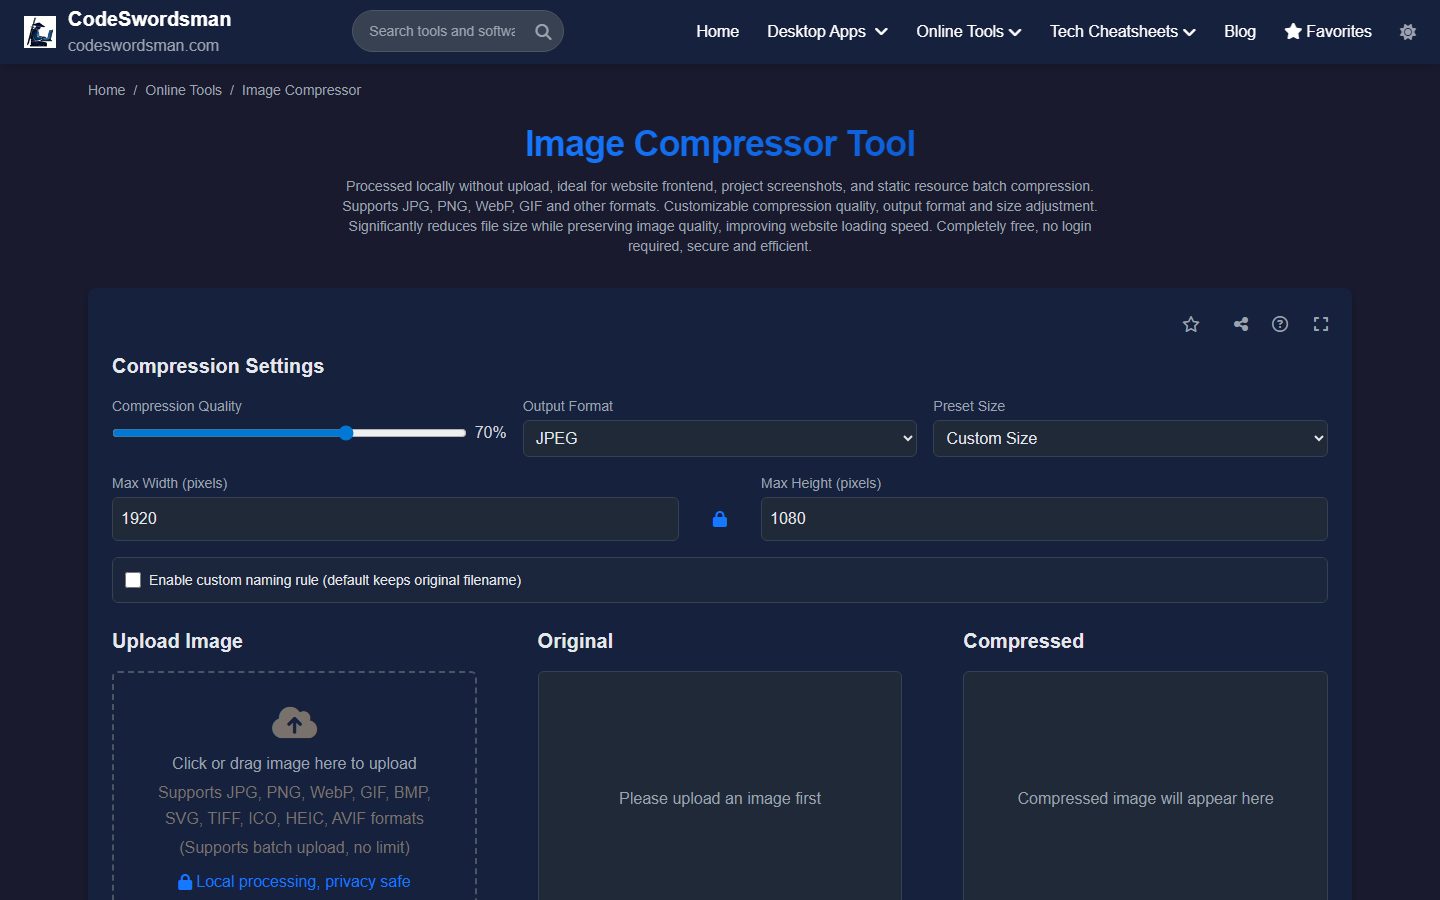 CodeSwordsman
codeswordsman.com
Search tools and softwa
Home
Desktop Apps
Online Tools
Tech Cheatsheets
Blog
Favorites
Home / Online Tools / Image Compressor
Image Compressor Tool
Processed locally without upload, ideal for website frontend, project screenshots, and static resource batch compression.
Supports JPG, PNG, WebP, GIF and other formats. Customizable compression quality, output format and size adjustment.
Significantly reduces file size while preserving image quality, improving website loading speed. Completely free, no login
required, secure and efficient.
Compression Settings
Compression Quality
70%
Output Format
JPEG
Preset Size
Custom Size
Max Width (pixels)
1920
Max Height (pixels)
1080
Enable custom naming rule (default keeps original filename)
Upload Image
Click or drag image here to upload
Supports JPG, PNG, WebP, GIF, BMP,
SVG, TIFF, ICO, HEIC, AVIF formats
(Supports batch upload, no limit)
Local processing, privacy safe
Original
Please upload an image first
Compressed
Compressed image will appear here